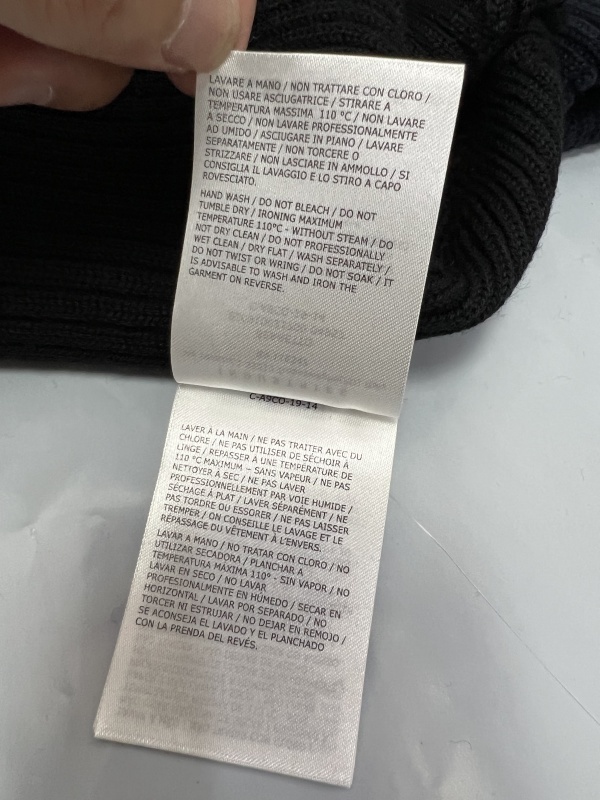 LAVARE A MANO / NON TRATTARE CON CLORO /
NON USARE ASCIUGATRICE / STIRARE A
TEMPERATURA MASSIMA 110 °C / NON LAVARE
A SECCO / NON LAVARE PROFESSIONALMENTE
AD UMIDO / ASCIUGARE IN PIANO / LAVARE
SEPARATAMENTE / NON TORCERE O
STRIZZARE / NON LASCIARE IN AMMOLLO / SI
CONSIGLIA IL LAVAGGIO E LO STIRO A CAPO
ROVESCIATO.
HAND WASH / DO NOT BLEACH / DO NOT
TUMBLE DRY / IRONING MAXIMUM
TEMPERATURE 110°C - WITHOUT STEAM / DO
NOT DRY CLEAN / DO NOT PROFESSIONALLY
WET CLEAN / DRY FLAT / WASH SEPARATELY /
DO NOT TWIST OR WRING / DO NOT SOAK / IT
IS ADVISABLE TO WASH AND IRON THE
GARMENT ON REVERSE.
C-A9CO-19-14
LAVER À LA MAIN / NE PAS TRAITER AVEC DU
CHLORE / NE PAS UTILISER DE SÉCHOIR À
LINGE / REPASSER À UNE TEMPÉRATURE DE
110 °C MAXIMUM – SANS VAPEUR / NE PAS
NETTOYER À SEC / NE PAS LAVER
PROFESSIONNELLEMENT PAR VOIE HUMIDE /
SÉCHAGE À PLAT / LAVER SÉPARÉMENT / NE
PAS TORDRE OU ESSORER / NE PAS LAISSER
TREMPER / ON CONSEILLE LE LAVAGE ET LE
REPASSAGE DU VÊTEMENT À L'ENVERS.
LAVAR A MANO / NO TRATAR CON CLORO / NO
UTILIZAR SECADORA / PLANCHAR A
TEMPERATURA MÁXIMA 110° - SIN VAPOR / NO
LAVAR EN SECO / NO LAVAR
PROFESIONALMENTE EN HÚMEDO / SECAR EN
HORIZONTAL / LAVAR POR SEPARADO / NO
TORCER NI ESTRUJAR / NO DEJAR EN REMOJO /
SE ACONSEJA EL LAVADO Y EL PLANCHADO
CON LA PRENDA DEL REVÉS.